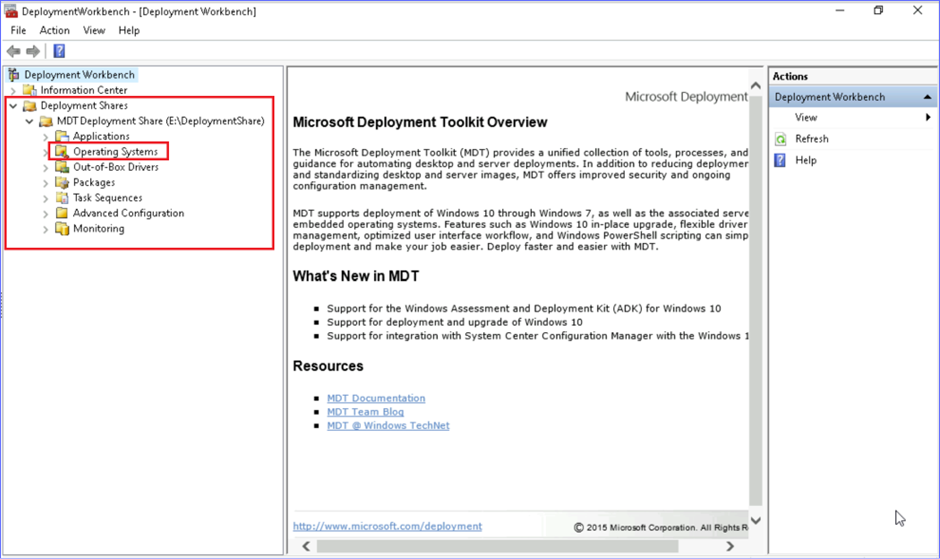 DeploymentWorkbench - [Deployment Workbench]
File Action View Help
Deployment Workbench
Information Center
Deployment Shares
MDT Deployment Share (E:\DeploymentShare)
Applications
Operating Systems
Out-of-Box Drivers
Packages
Task Sequences
Advanced Configuration
Monitoring
Microsoft Deployment
Microsoft Deployment Toolkit Overview
The Microsoft Deployment Toolkit (MDT) provides a unified collection of tools, processes, and
guidance for automating desktop and server deployments. In addition to reducing deploymer
and standardizing desktop and server images, MDT offers improved security and ongoing
configuration management.
MDT supports deployment of Windows 10 through Windows 7, as well as the associated serve
embedded operating systems. Features such as Windows 10 in-place upgrade, flexible driver
management, optimized user interface workflow, and Windows PowerShell scripting can simp
deployment and make your job easier. Deploy faster and easier with MDT.
What's New in MDT
Support for the Windows Assessment and Deployment Kit (ADK) for Windows 10
Support for deployment and upgrade of Windows 10
Support for integration with System Center Configuration Manager with the Windows 1
Resources
MDT Documentation
MDT Team Blog
MDT @ Windows TechNet
http://www.microsoft.com/deployment
© 2015 Microsoft Corporation. All Rights R
Actions
Deployment Workbench
View
Refresh
Help